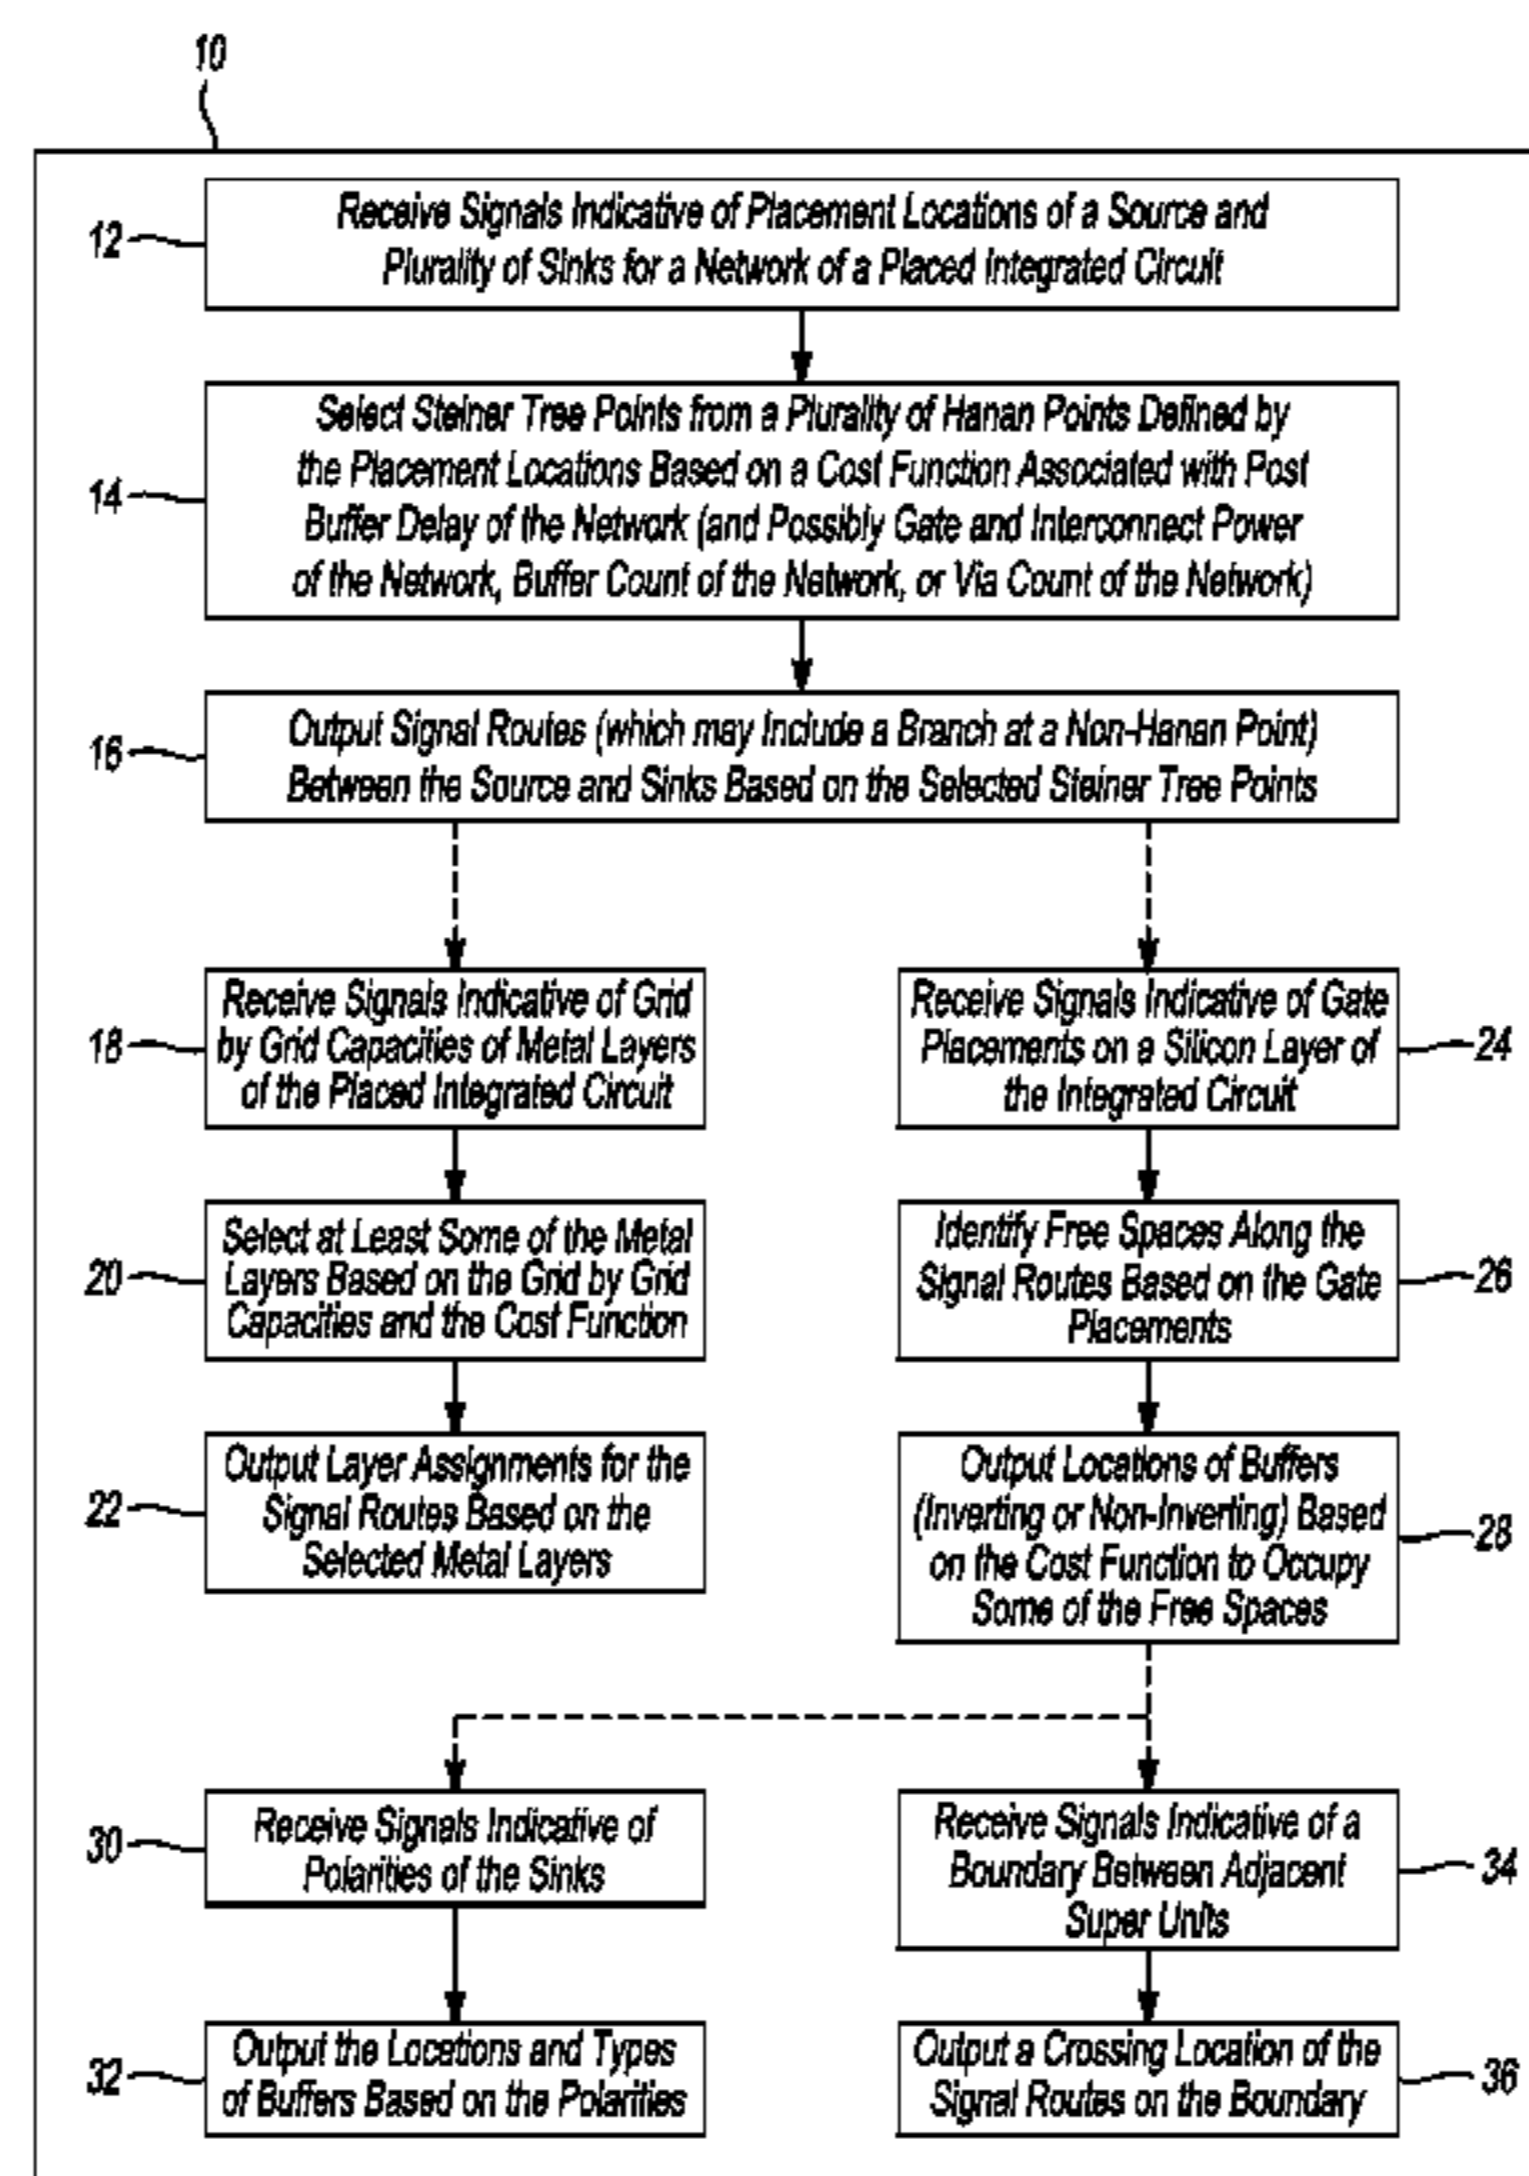 10
12
Receive Signals Indicative of Placement Locations of a Source and
Plurality of Sinks for a Network of a Placed Integrated Circuit
14
Select Steiner Tree Points from a Plurality of Hanan Points Defined by
the Placement Locations Based on a Cost Function Associated with Post
Buffer Delay of the Network (and Possibly Gate and Interconnect Power
of the Network, Buffer Count of the Network, or Via Count of the Network)
16
Output Signal Routes (which may Include a Branch at a Non-Hanan Point)
Between the Source and Sinks Based on the Selected Steiner Tree Points
18
Receive Signals Indicative of Grid
by Grid Capacities of Metal Layers
of the Placed Integrated Circuit
20
Select at Least Some of the Metal
Layers Based on the Grid by Grid
Capacities and the Cost Function
22
Output Layer Assignments for the
Signal Routes Based on the
Selected Metal Layers
Receive Signals Indicative of Gate
Placements on a Silicon Layer of
the Integrated Circuit
24
Identify Free Spaces Along the
Signal Routes Based on the Gate
Placements
26
Output Locations of Buffers
(Inverting or Non-Inverting) Based
on the Cost Function to Occupy
Some of the Free Spaces
28
30
Receive Signals Indicative of
Polarities of the Sinks
32
Output the Locations and Types
of Buffers Based on the Polarities
Receive Signals Indicative of a
Boundary Between Adjacent
Super Units
34
Output a Crossing Location of the
Signal Routes on the Boundary
36